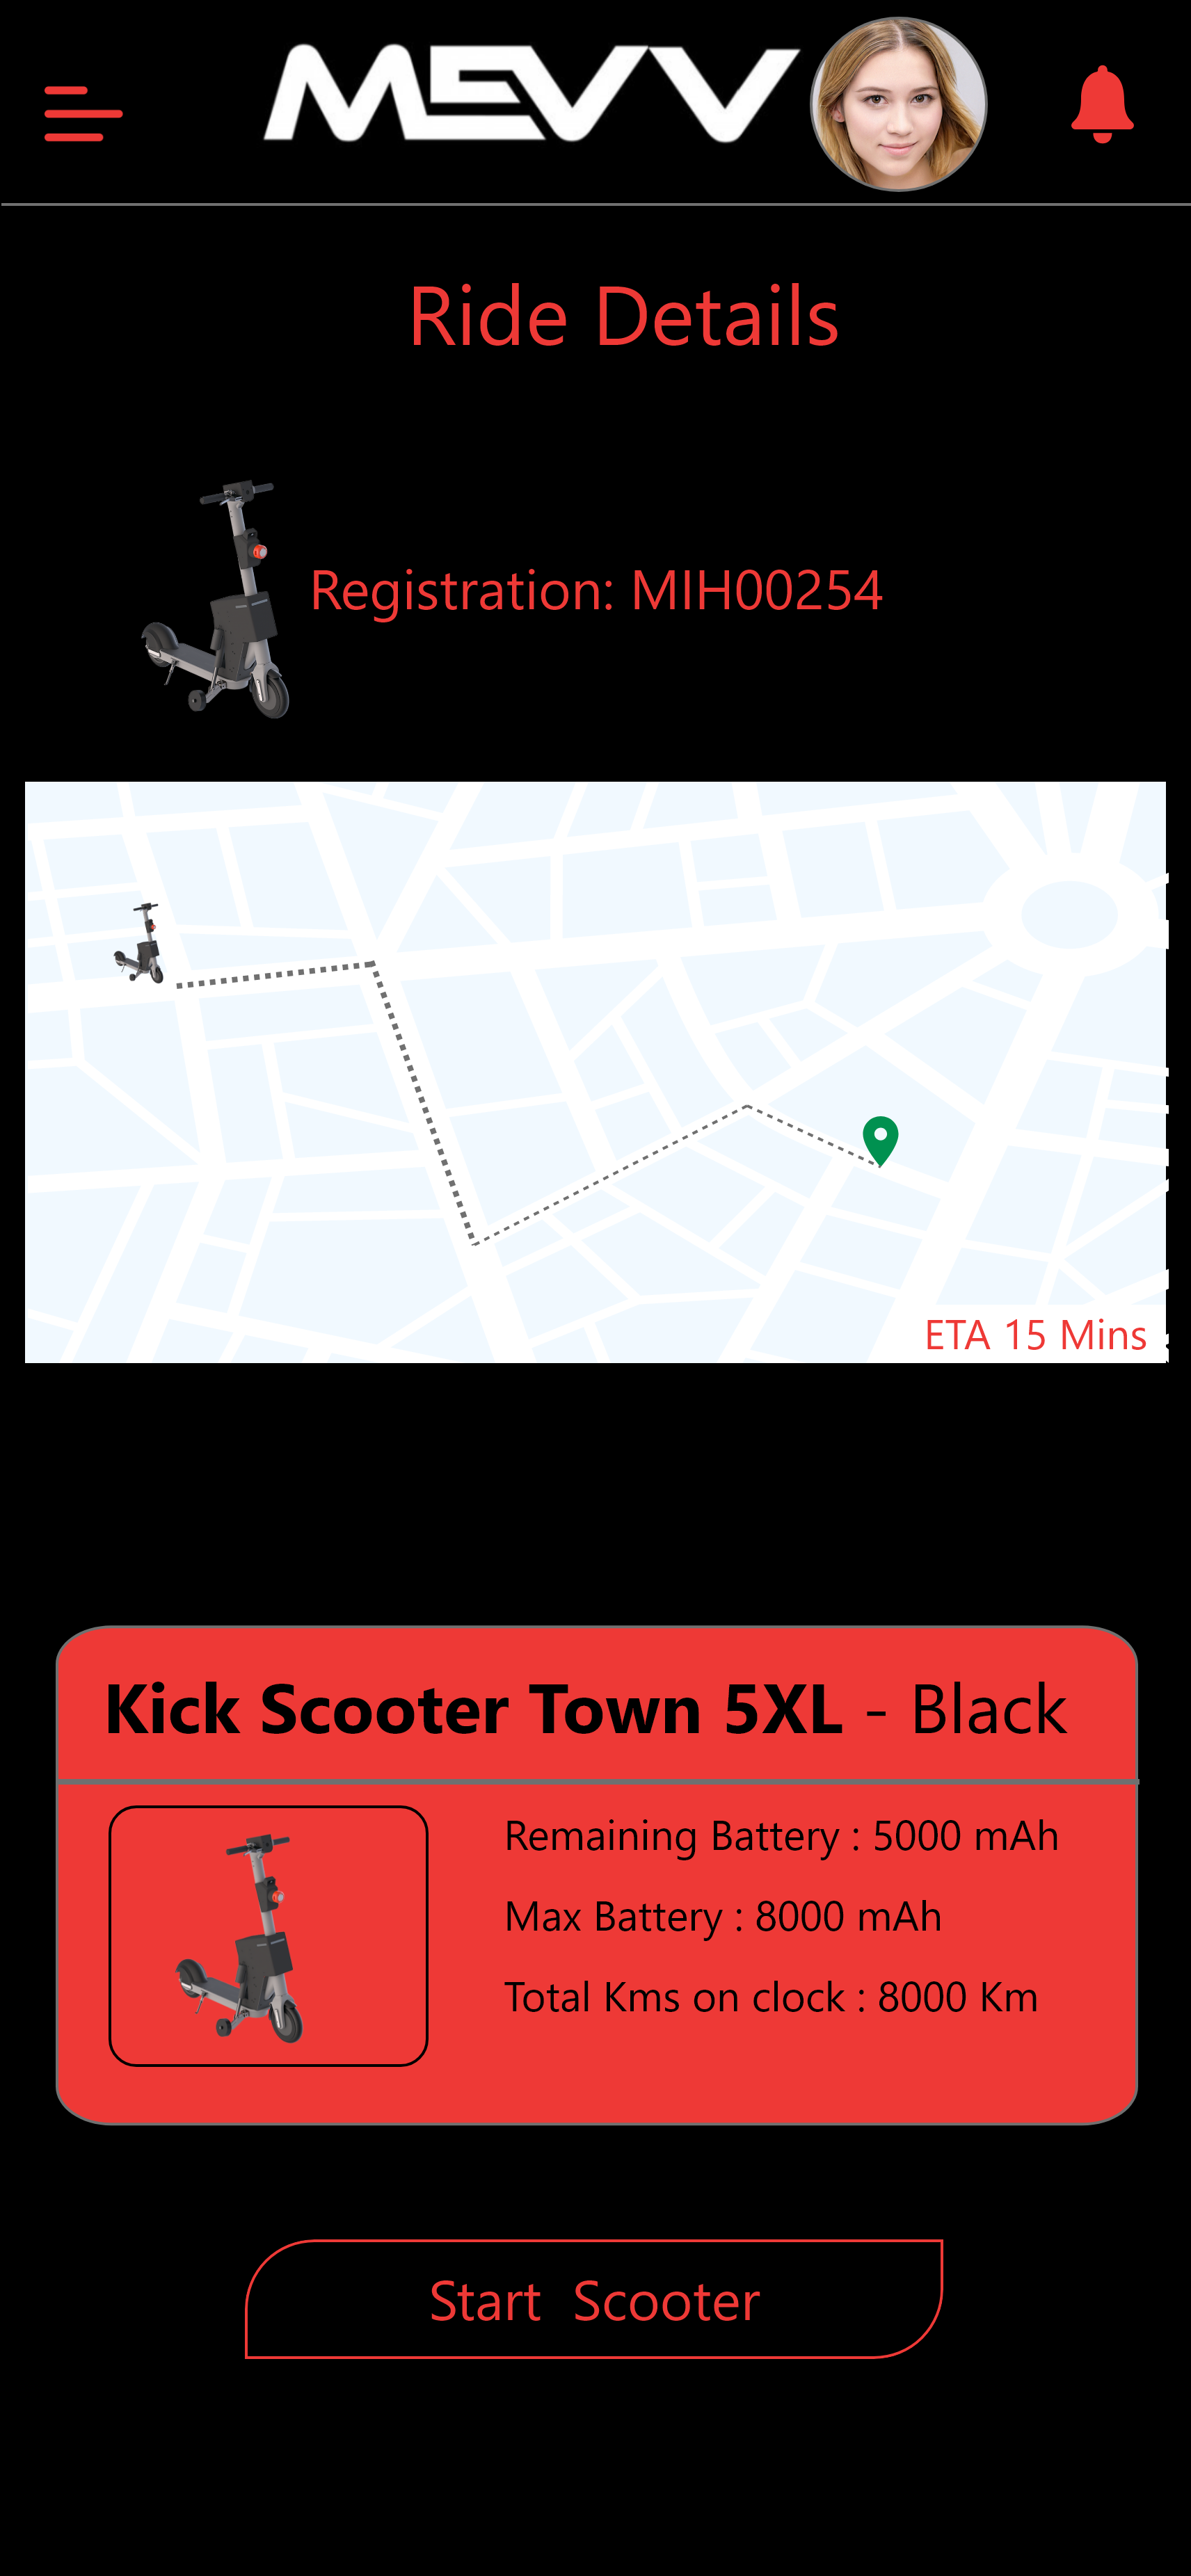 MEVV
Ride Details
Registration: MIH00254
ETA 15 Mins
Kick Scooter Town 5XL - Black
Remaining Battery : 5000 mAh
Max Battery : 8000 mAh
Total Kms on clock : 8000 Km
Start Scooter